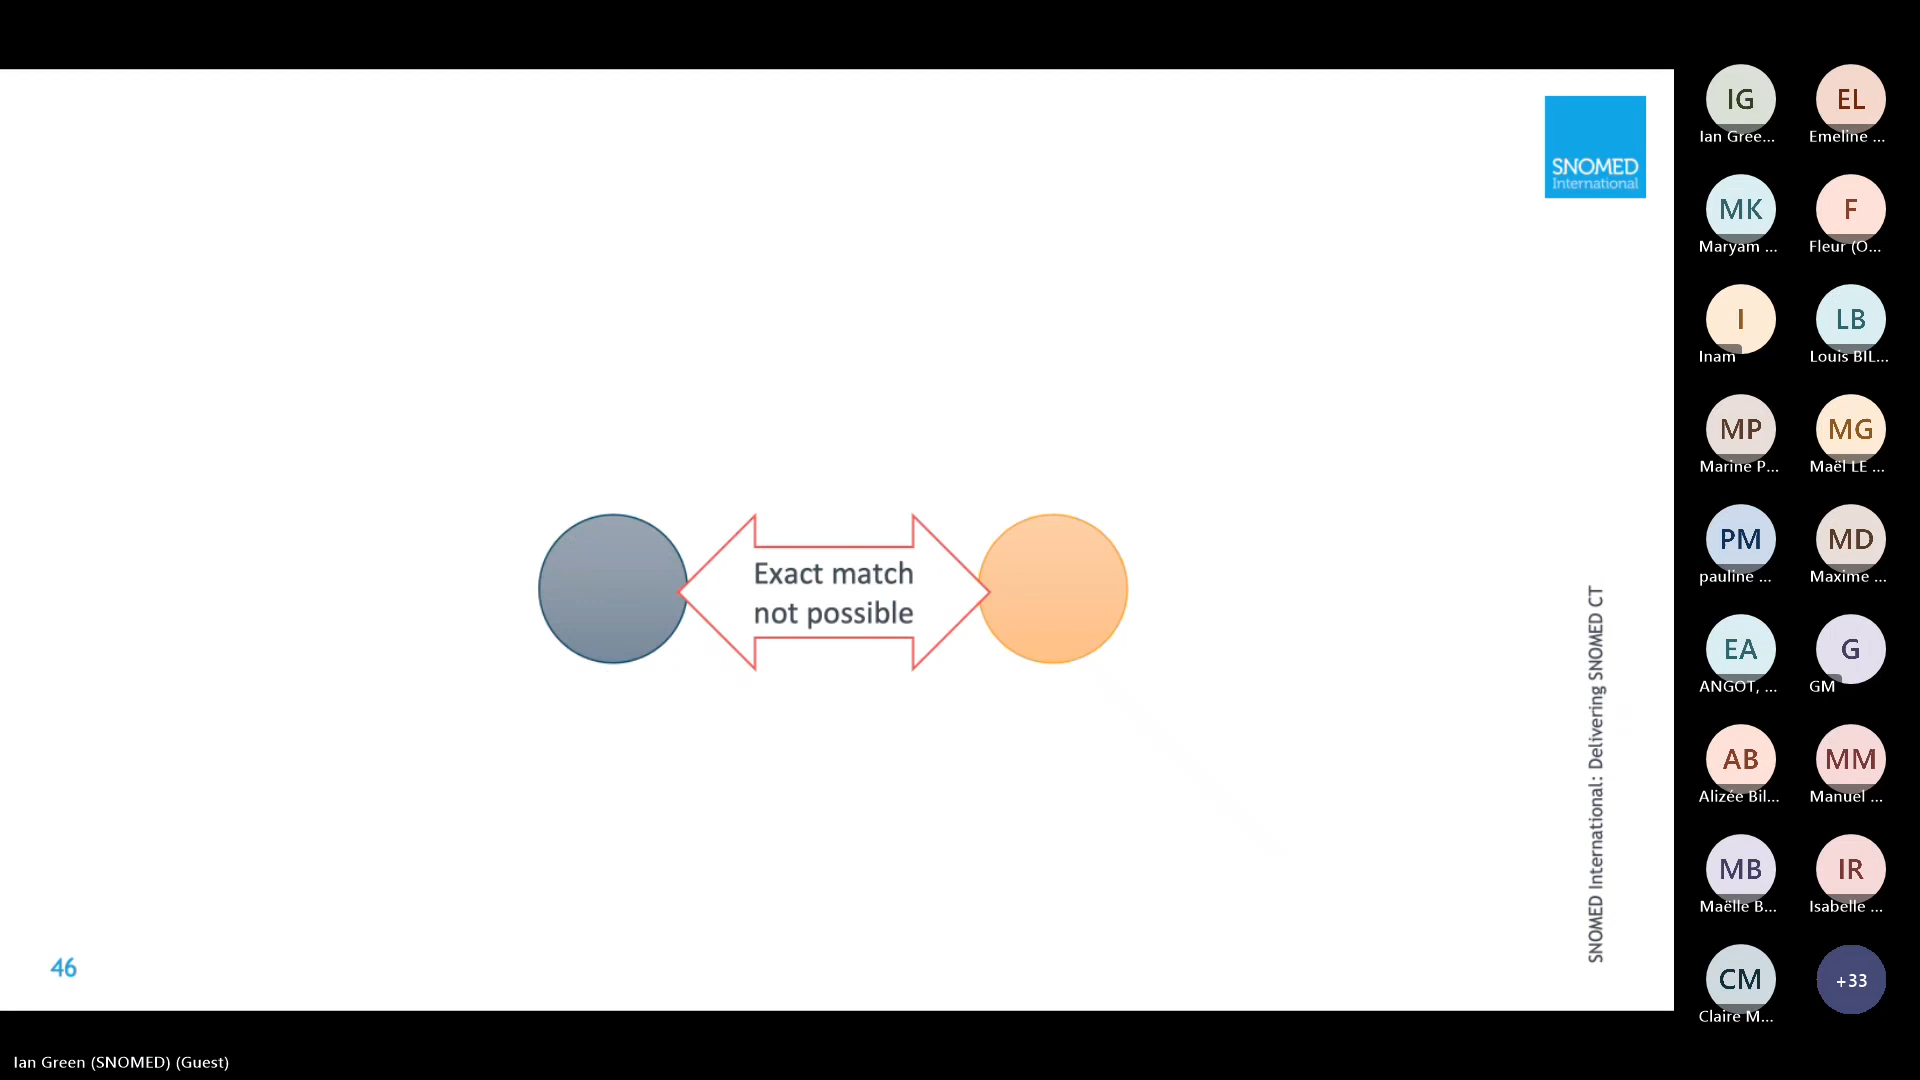 SNOMED
International
Exact match
not possible
SNOMED International: Delivering SNOMED CT
46
IG
Ian Gree...
EL
Emeline ...
MK
Maryam ...
F
Fleur (O...
I
Inam
LB
Louis BIL...
MP
Marine P...
MG
Maël LE ...
PM
pauline ...
MD
Maxime ...
EA
ANGOT, ...
G
GM
AB
Alizée Bil...
MM
Manuel ...
MB
Maëlle B...
IR
Isabelle ...
CM
Claire M...
+33
Ian Green (SNOMED) (Guest)